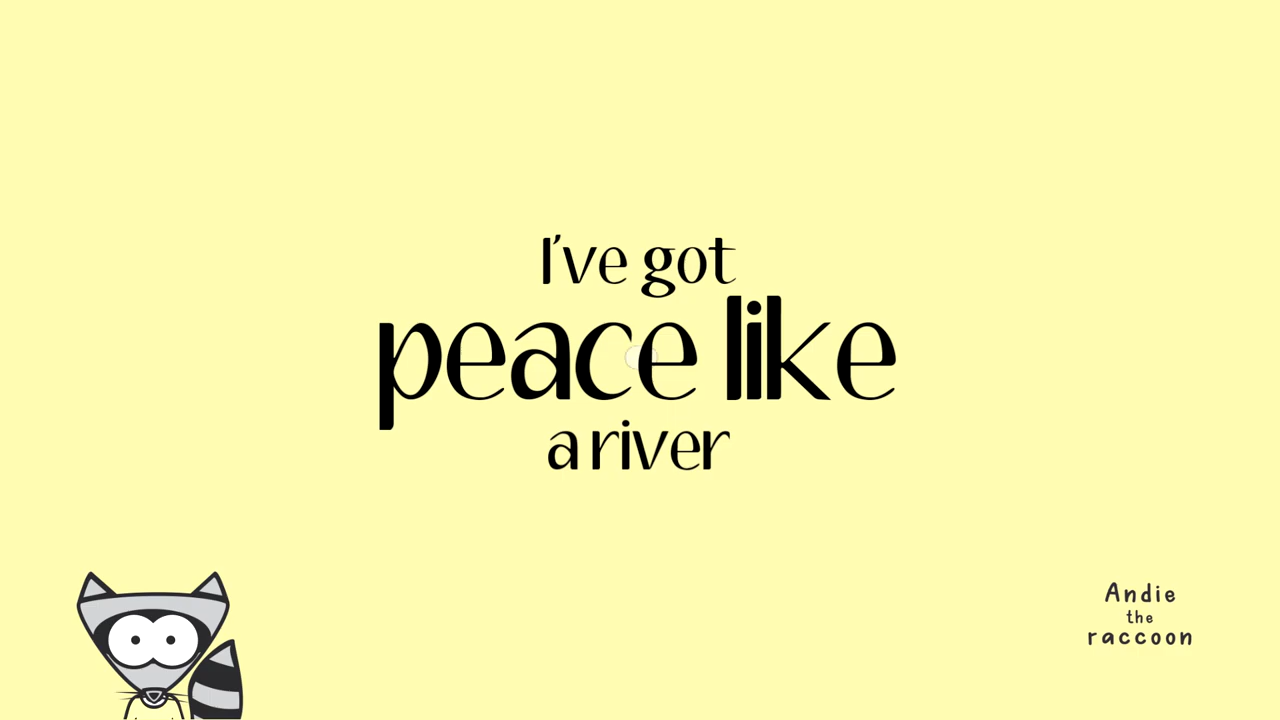 I've got
peace like
a river
Andie
the
raccoon